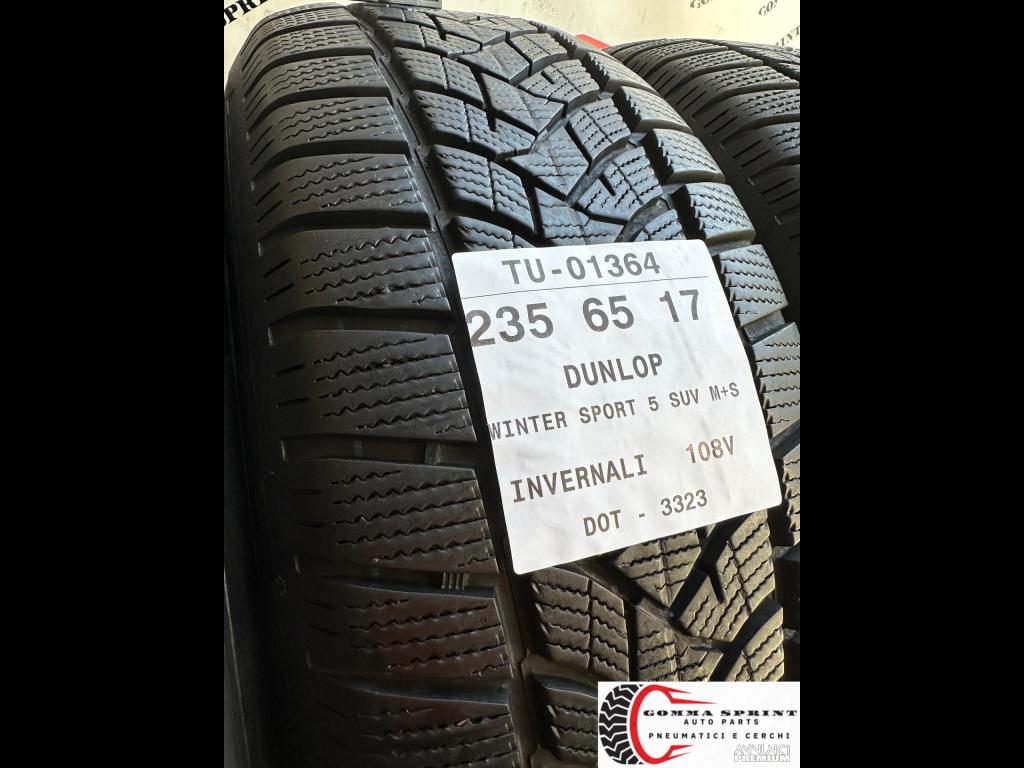 TU-01364
235 65 17
DUNLOP
WINTER SPORT 5 SUV M+S
INVERNALI 108V
DOT - 3323
GOMMA SPRINT
AUTO PARTS
PNEUMATICI E CERCHI
ANNUNCI
PREMIUM